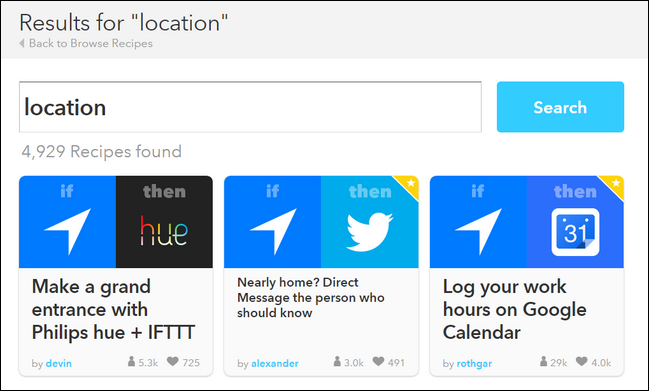 Results for "location"
Back to Browse Recipes
location
Search
4,929 Recipes found
if then
hue
Make a grand
entrance with
Philips hue + IFTTT
by devin 5.3k 725
if then
Nearly home? Direct
Message the person who
should know
by alexander 3.0k 491
if then
31
Log your work
hours on Google
Calendar
by rothgar 29k 4.0k